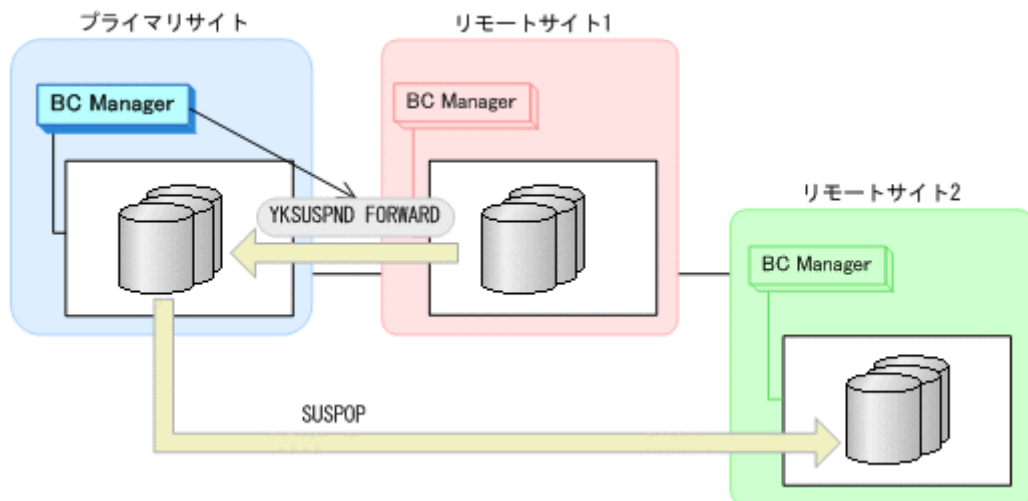 プライマリサイト
リモートサイト1
BC Manager
BC Manager
リモートサイト2
YKSUSPND FORWARD
BC Manager
SUSPOP